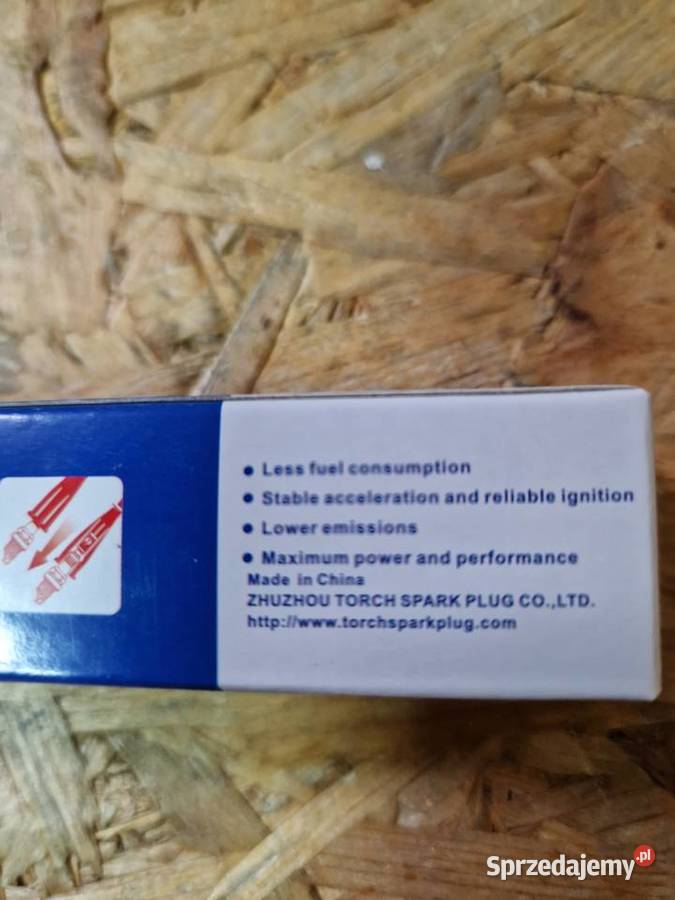 ● Less fuel consumption
● Stable acceleration and reliable ignition
● Lower emissions
● Maximum power and performance
Made in China
ZHUZHOU TORCH SPARK PLUG CO.,LTD.
http://www.torchsparkplug.com
Sprzedajemy.pl